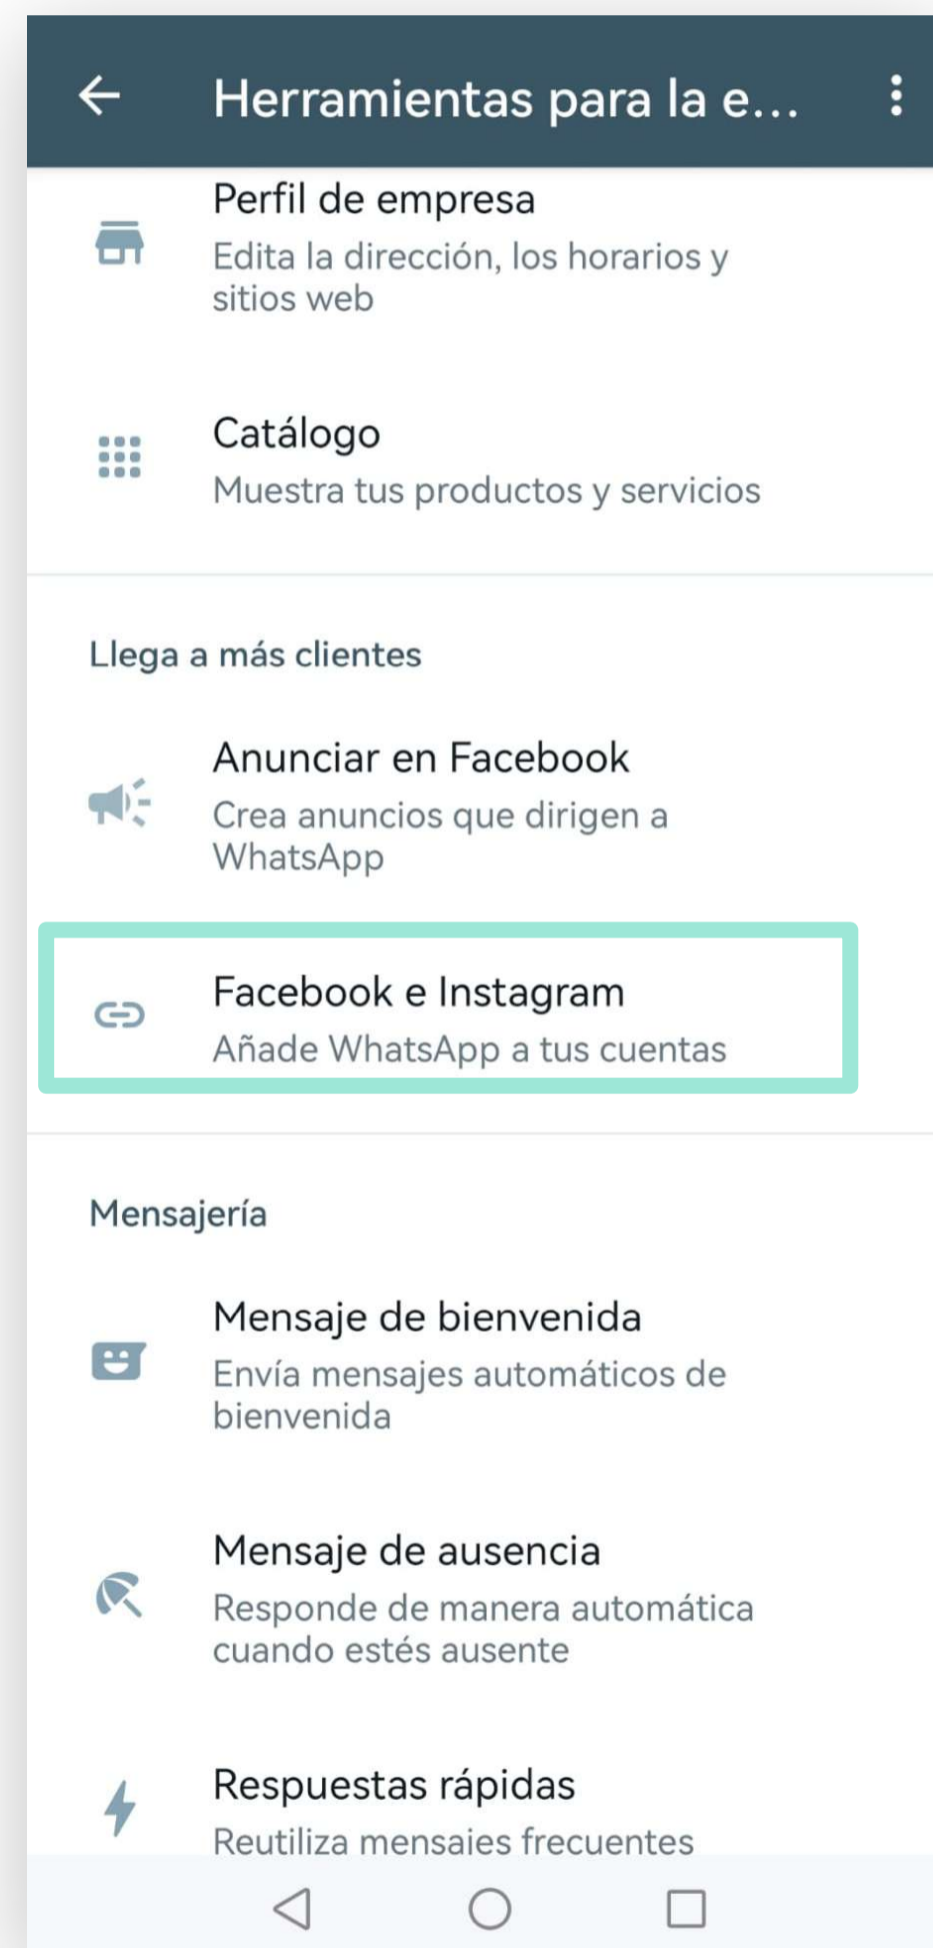 Herramientas para la e...
Perfil de empresa
Edita la dirección, los horarios y
sitios web
Catálogo
Muestra tus productos y servicios
Llega a más clientes
Anunciar en Facebook
Crea anuncios que dirigen a
WhatsApp
Facebook e Instagram
Añade WhatsApp a tus cuentas
Mensajería
Mensaje de bienvenida
Envía mensajes automáticos de
bienvenida
Mensaje de ausencia
Responde de manera automática
cuando estés ausente
Respuestas rápidas
Reutiliza mensajes frecuentes